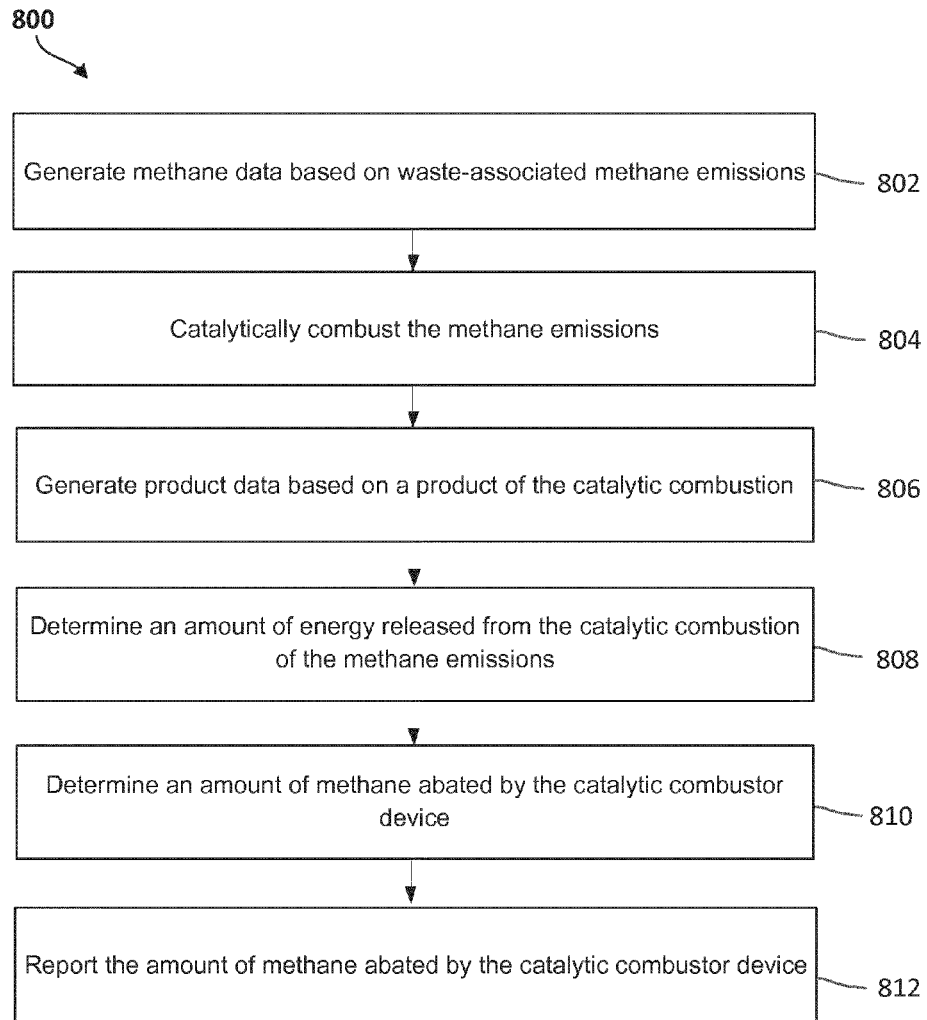 800
Generate methane data based on waste-associated methane emissions
802
Catalytically combust the methane emissions
804
Generate product data based on a product of the catalytic combustion
806
Determine an amount of energy released from the catalytic combustion
of the methane emissions
808
Determine an amount of methane abated by the catalytic combustor
device
810
Report the amount of methane abated by the catalytic combustor device
812